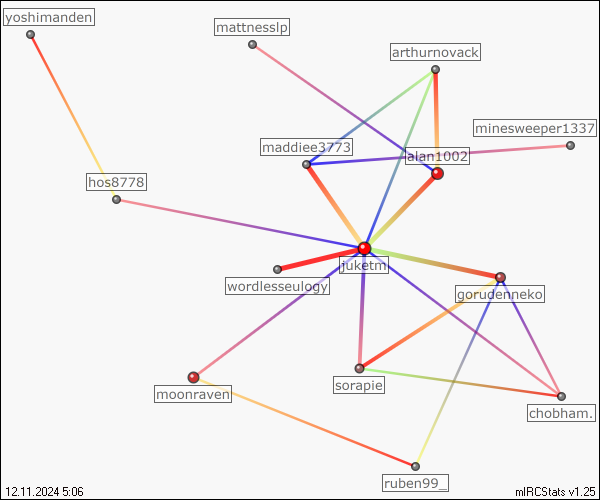 yoshimanden
mattnesslp
arthurnovack
minesweeper1337
maddiee3773
alan1002
hos8778
juketm
wordlesseulogy
gorudenneko
sorapie
moonraven
chobham.
ruben99_
12.11.2024 5:06
mIRCStats v1.25